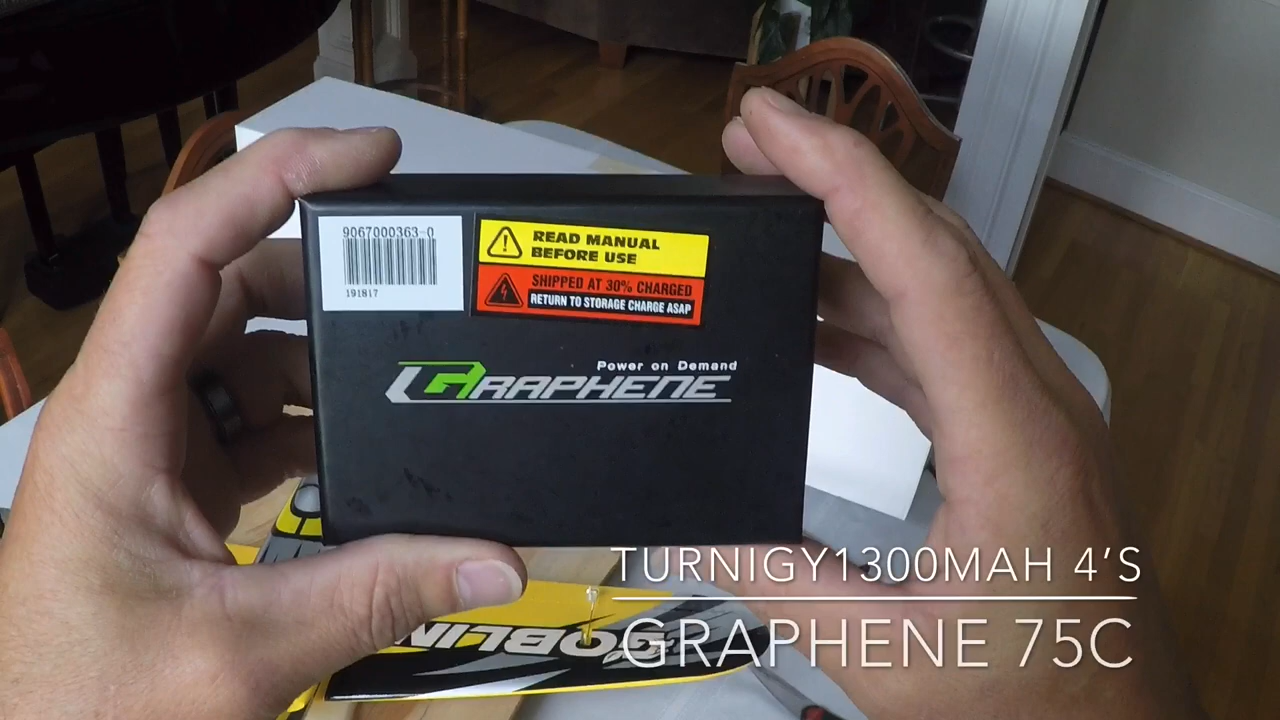 9067000363-0
191817
READ MANUAL
BEFORE USE
SHIPPED AT 30% CHARGED
RETURN TO STORAGE CHARGE ASAP
Power on Demand
GRAPHENE
TURNIGY1300MAH 4'S
GRAPHENE 75C
GOBLIN